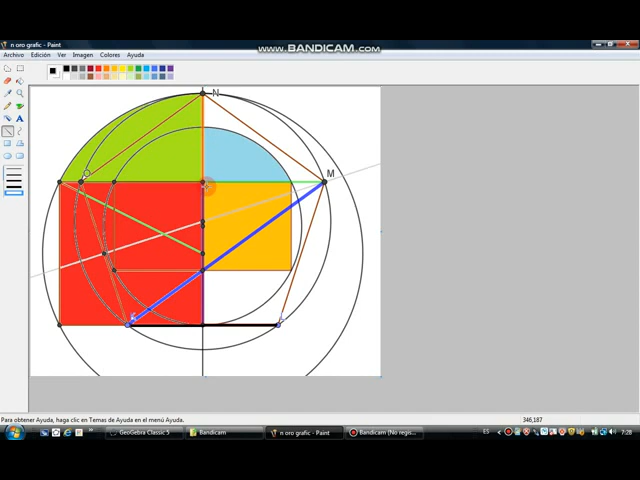 WWW.BANDICAM.COM
n oro grafic - Paint
Archivo Edición Ver Imagen Colores Ayuda
N
O
M
K
L
Para obtener Ayuda, haga clic en Temas de Ayuda en el menú Ayuda.
346,187
GeoGebra Classic 5
Bandicam
n oro grafic - Paint
Bandicam (No regis...
ES
7:28